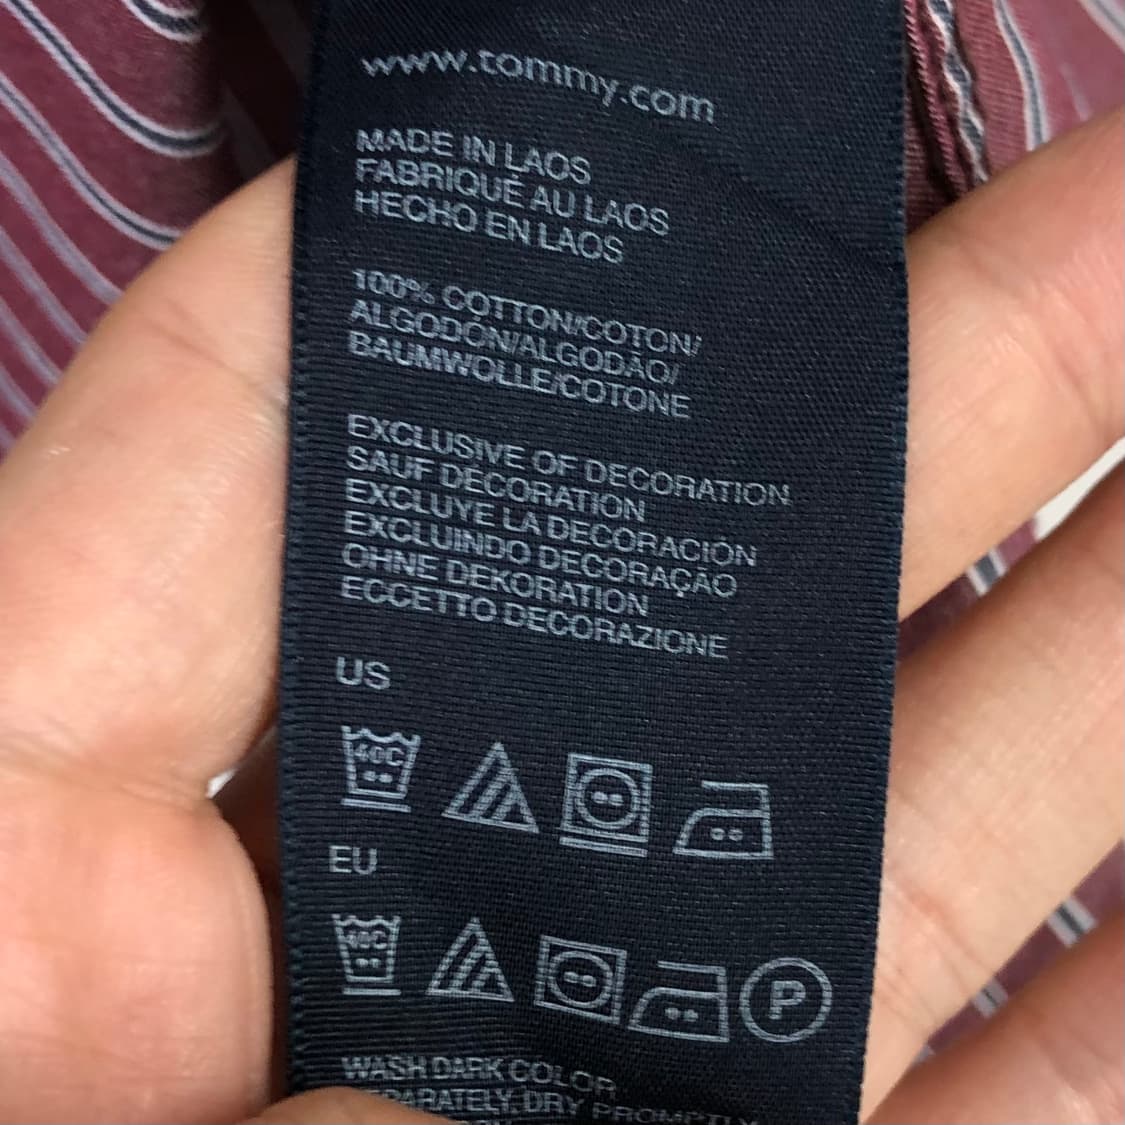 www.tommy.com
MADE IN LAOS
FABRIQUÉ AU LAOS
HECHO EN LAOS
100% COTTON/COTON/
ALGODÓN/ALGODÃO/
BAUMWOLLE/COTONE
EXCLUSIVE OF DECORATION
SAUF DÉCORATION
EXCLUYE LA DECORACIÓN
EXCLUINDO DECORAÇÃO
OHNE DEKORATION
ECCETTO DECORAZIONE
US
40C
EU
40C
P
WASH DARK COLOR
DRY PROMPTLY